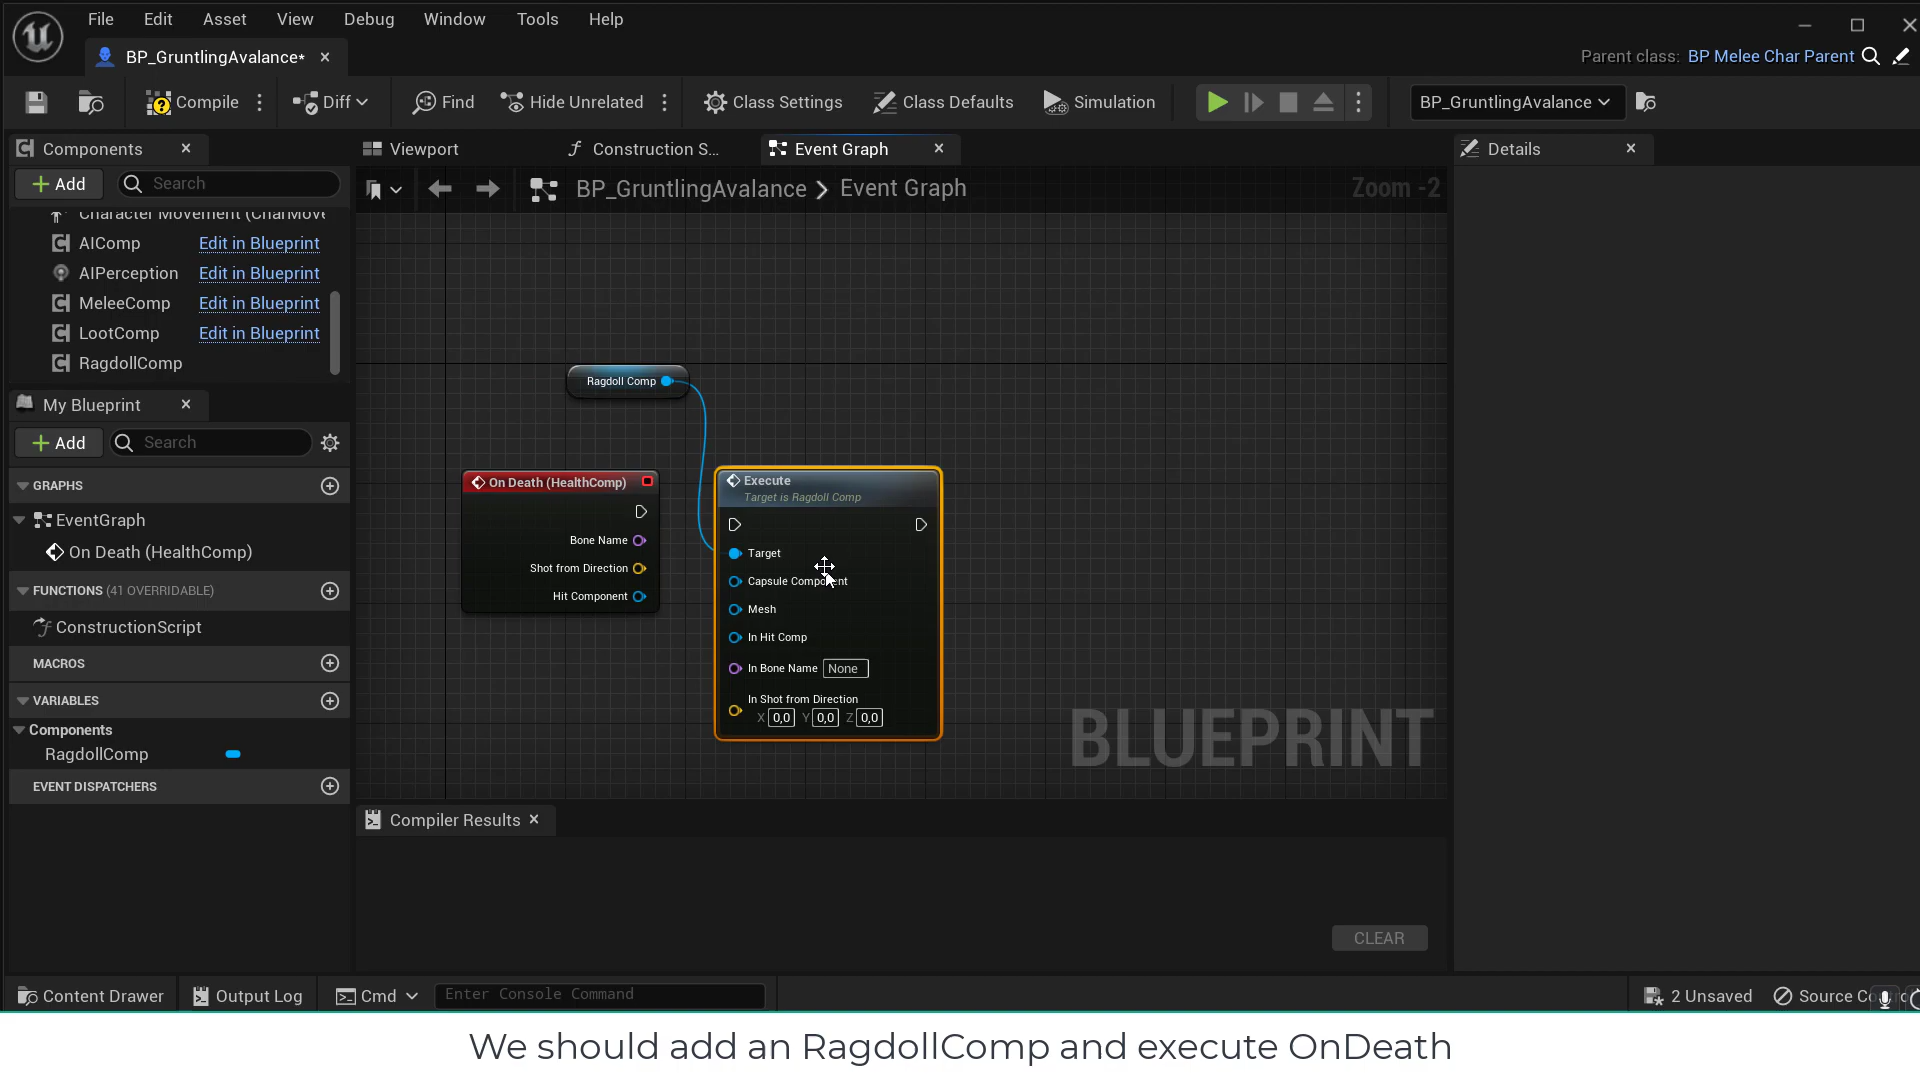 File Edit Asset View Debug Window Tools Help
BP_GruntlingAvalance*
Parent class: BP Melee Char Parent
Compile Diff Find Hide Unrelated Class Settings Class Defaults Simulation BP_GruntlingAvalance
Components
Viewport Construction S... Event Graph
Details
Add Search
BP_GruntlingAvalance > Event Graph
Zoom -2
Character Movement (CharMove
AIComp Edit in Blueprint
AIPerception Edit in Blueprint
MeleeComp Edit in Blueprint
LootComp Edit in Blueprint
RagdollComp
My Blueprint
Add Search
GRAPHS
EventGraph
On Death (HealthComp)
FUNCTIONS (41 OVERRIDABLE)
ConstructionScript
MACROS
VARIABLES
Components
RagdollComp
EVENT DISPATCHERS
Ragdoll Comp
On Death (HealthComp)
Bone Name
Shot from Direction
Hit Component
Execute
Target is Ragdoll Comp
Target
Capsule Component
Mesh
In Hit Comp
In Bone Name None
In Shot from Direction
X 0,0 Y 0,0 Z 0,0
BLUEPRINT
Compiler Results
CLEAR
Content Drawer Output Log Cmd Enter Console Command
2 Unsaved Source Co
We should add an RagdollComp and execute OnDeath